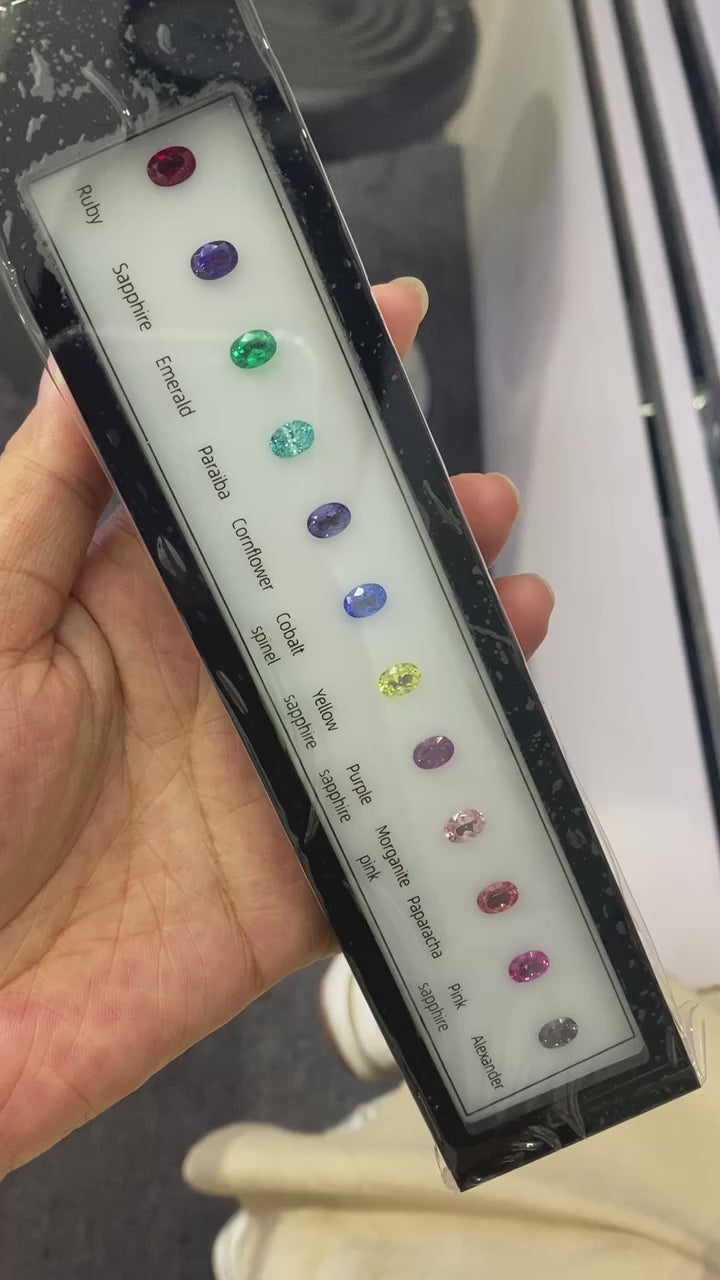 Ruby
Sapphire
Emerald
Paraiba
Cornflower
Cobalt
spinel
Yellow
sapphire
Purple
sapphire
Morganite
pink
Paparacha
Pink
sapphire
Alexander